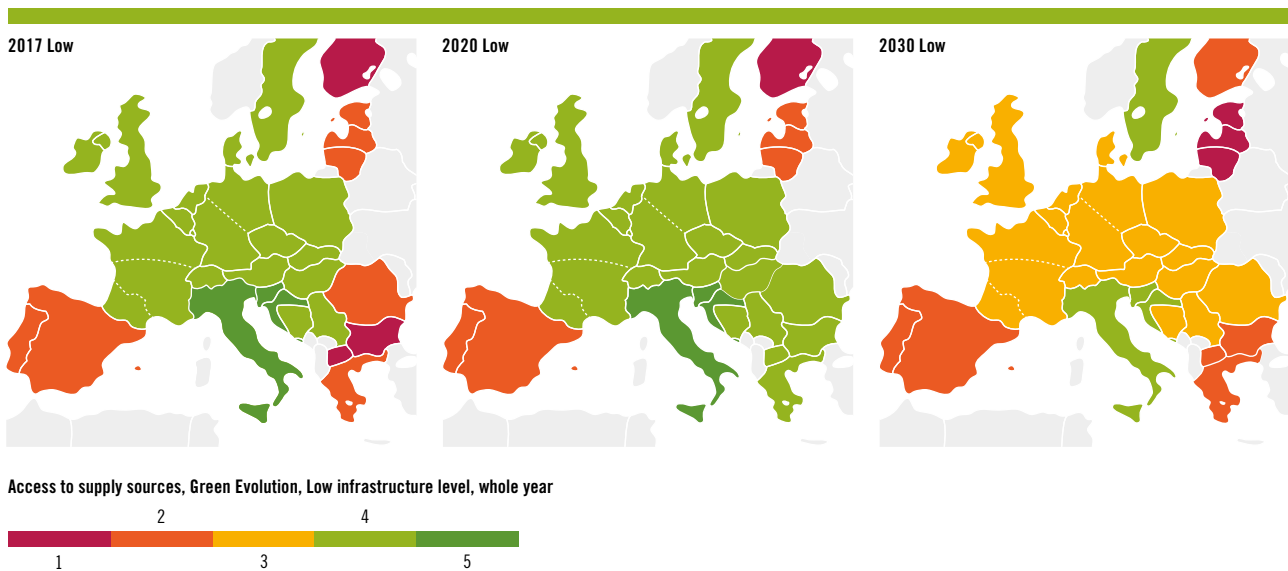 2017 Low
2020 Low
2030 Low
Access to supply sources, Green Evolution, Low infrastructure level, whole year
2 4
1 3 5